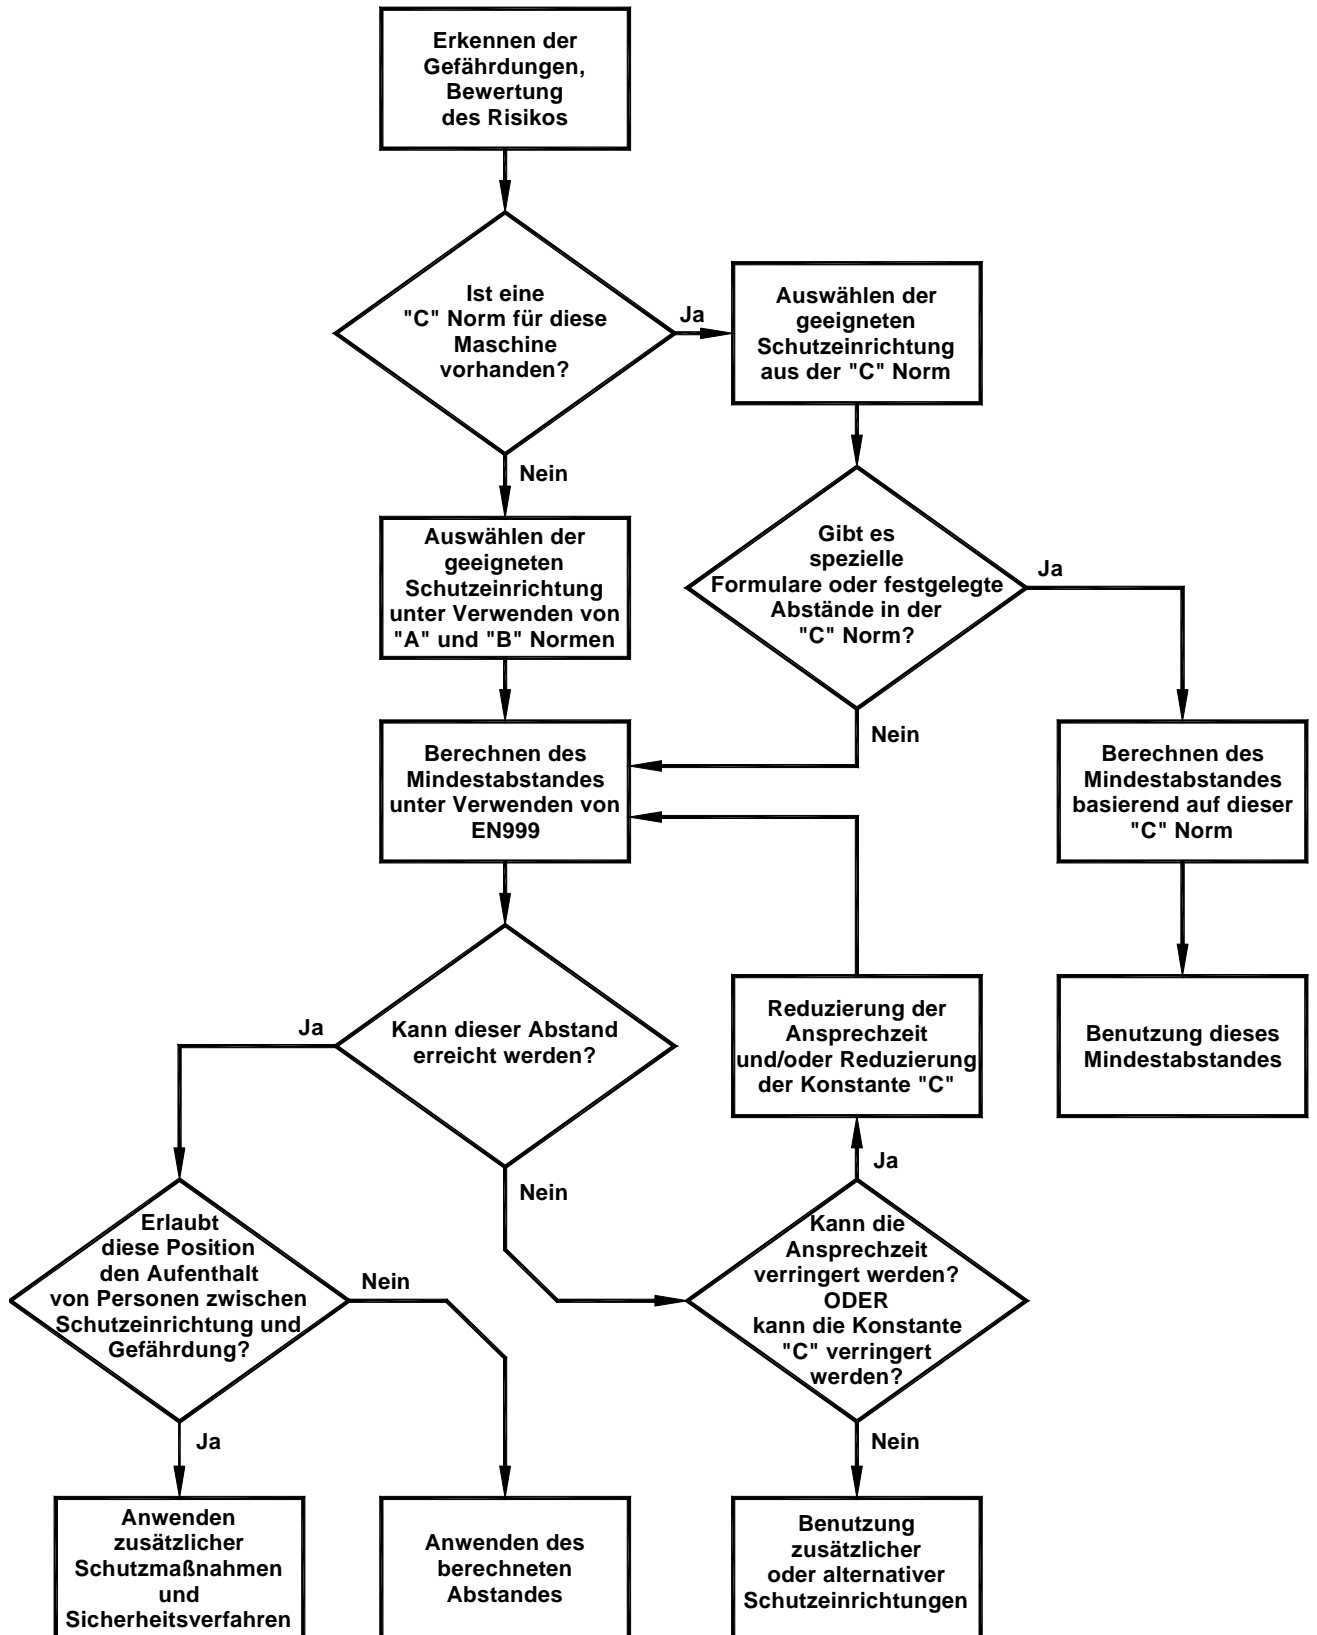 Erkennen der
Gefährdungen,
Bewertung
des Risikos
Ist eine
"C" Norm für diese
Maschine
vorhanden?
Ja
Auswählen der
geeigneten
Schutzeinrichtung
aus der "C" Norm
Nein
Auswählen der
geeigneten
Schutzeinrichtung
unter Verwenden von
"A" und "B" Normen
Gibt es
spezielle
Formulare oder festgelegte
Abstände in der
"C" Norm?
Ja
Nein
Berechnen des
Mindestabstandes
unter Verwenden von
EN999
Berechnen des
Mindestabstandes
basierend auf dieser
"C" Norm
Kann dieser Abstand
erreicht werden?
Ja
Nein
Reduzierung der
Ansprechzeit
und/oder Reduzierung
der Konstante "C"
Benutzung dieses
Mindestabstandes
Ja
Erlaubt
diese Position
den Aufenthalt
von Personen zwischen
Schutzeinrichtung und
Gefährdung?
Nein
Kann die
Ansprechzeit
verringert werden?
ODER
kann die Konstante
"C" verringert
werden?
Ja
Nein
Anwenden
zusätzlicher
Schutzmaßnahmen
und
Sicherheitsverfahren
Anwenden des
berechneten
Abstandes
Benutzung
zusätzlicher
oder alternativer
Schutzeinrichtungen